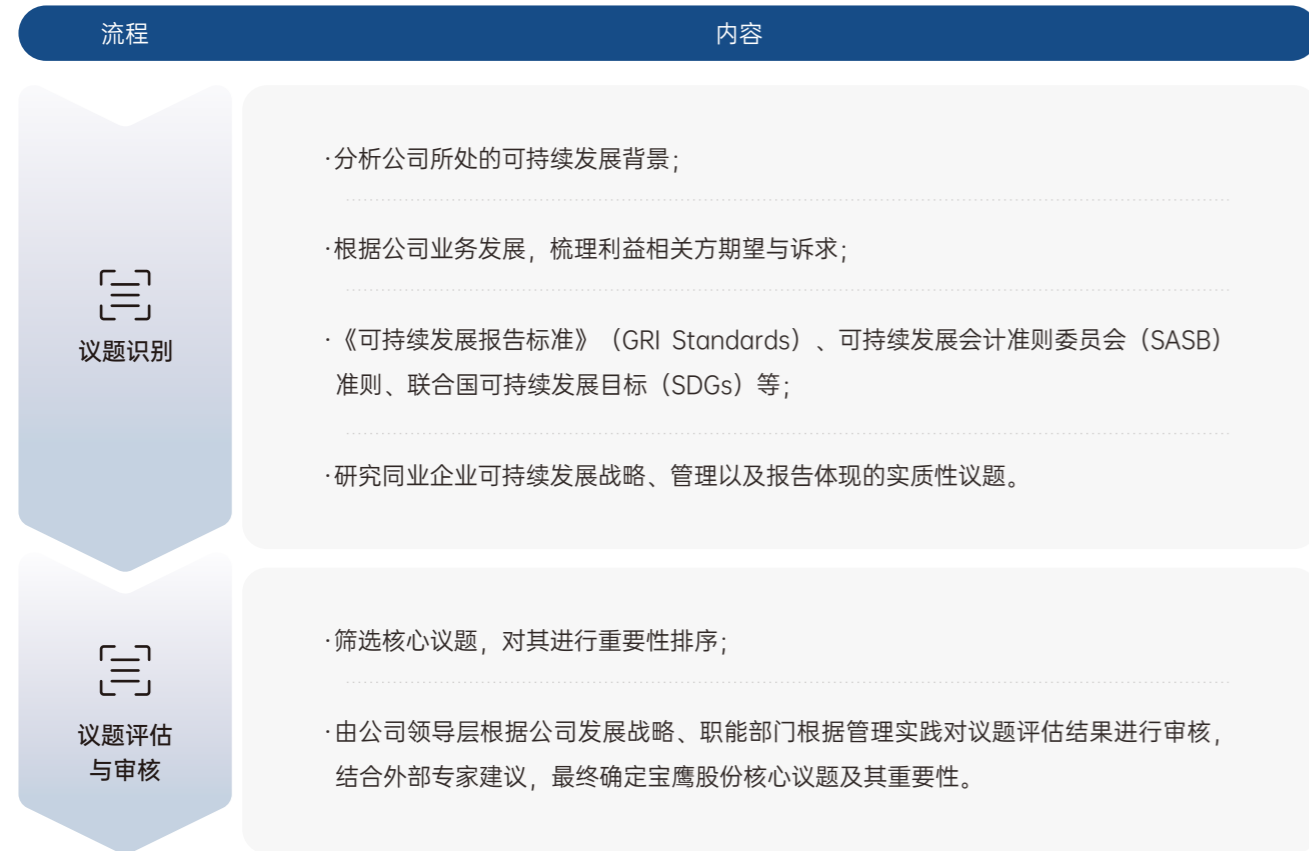 流程
内容
议题识别
·分析公司所处的可持续发展背景；
·根据公司业务发展，梳理利益相关方期望与诉求；
·《可持续发展报告标准》（GRI Standards）、可持续发展会计准则委员会（SASB）
准则、联合国可持续发展目标（SDGs）等；
·研究同业企业可持续发展战略、管理以及报告体现的实质性议题。
议题评估
与审核
·筛选核心议题，对其进行重要性排序；
·由公司领导层根据公司发展战略、职能部门根据管理实践对议题评估结果进行审核，
结合外部专家建议，最终确定宝鹰股份核心议题及其重要性。